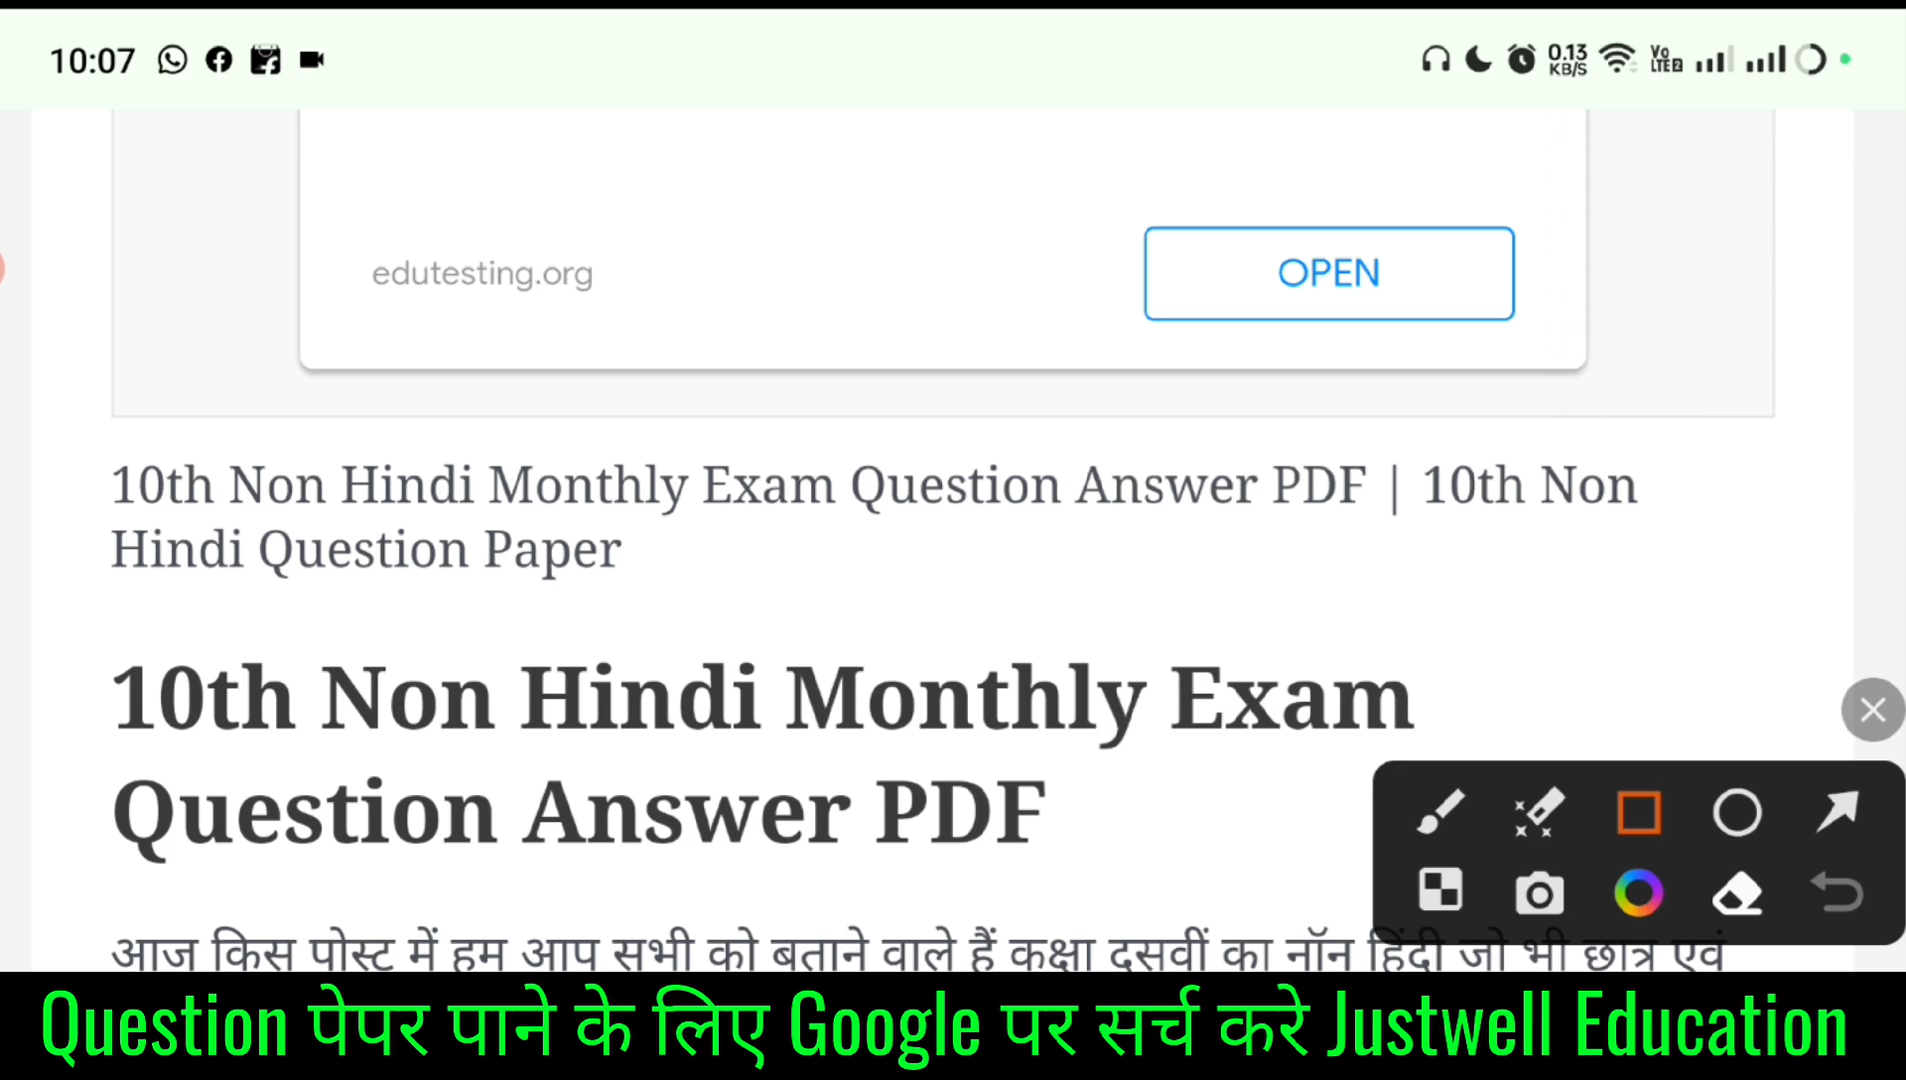 10:07
0.13 KB/S Vo LTE2
edutesting.org
OPEN
10th Non Hindi Monthly Exam Question Answer PDF | 10th Non
Hindi Question Paper
10th Non Hindi Monthly Exam
Question Answer PDF
आज किस पोस्ट में हम आप सभी को बताने वाले हैं कक्षा दसवीं का नॉन हिंदी जो भी छात्र एवं
Question पेपर पाने के लिए Google पर सर्च करे Justwell Education